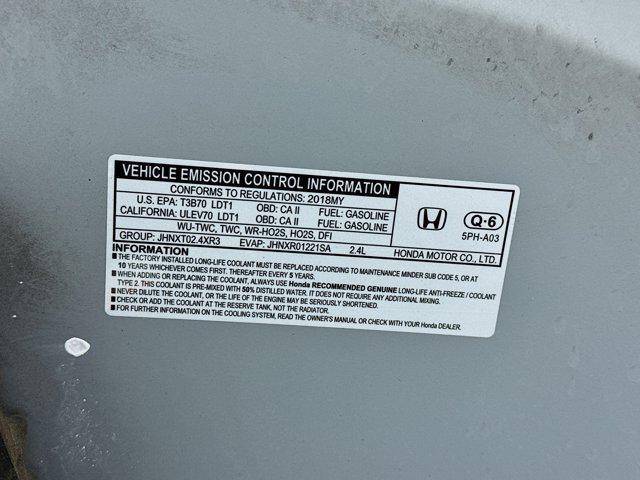 VEHICLE EMISSION CONTROL INFORMATION
CONFORMS TO REGULATIONS: 2018MY
U.S. EPA: T3B70 LDT1 OBD: CA II FUEL: GASOLINE
CALIFORNIA: ULEV70 LDT1 OBD: CA II FUEL: GASOLINE
WU-TWC, TWC, WR-HO2S, HO2S, DFI
GROUP: JHNXT02.4XR3 EVAP: JHNXR01221SA 2.4L
Q-6
5PH-A03
HONDA MOTOR CO., LTD.
INFORMATION
■ THE FACTORY INSTALLED LONG-LIFE COOLANT MUST BE REPLACED ACCORDING TO MAINTENANCE MINDER SUB CODE 5, OR AT
10 YEARS WHICHEVER COMES FIRST. THEREAFTER EVERY 5 YEARS.
■ WHEN ADDING OR REPLACING THE COOLANT, ALWAYS USE Honda RECOMMENDED GENUINE LONG-LIFE ANTI-FREEZE / COOLANT
TYPE 2. THIS COOLANT IS PRE-MIXED WITH 50% DISTILLED WATER. IT DOES NOT REQUIRE ANY ADDITIONAL MIXING.
■ NEVER DILUTE THE COOLANT, OR THE LIFE OF THE ENGINE MAY BE SERIOUSLY SHORTENED.
■ CHECK OR ADD THE COOLANT AT THE RESERVE TANK, NOT THE RADIATOR.
■ FOR FURTHER INFORMATION ON THE COOLING SYSTEM, READ THE OWNER'S MANUAL OR CHECK WITH YOUR Honda DEALER.